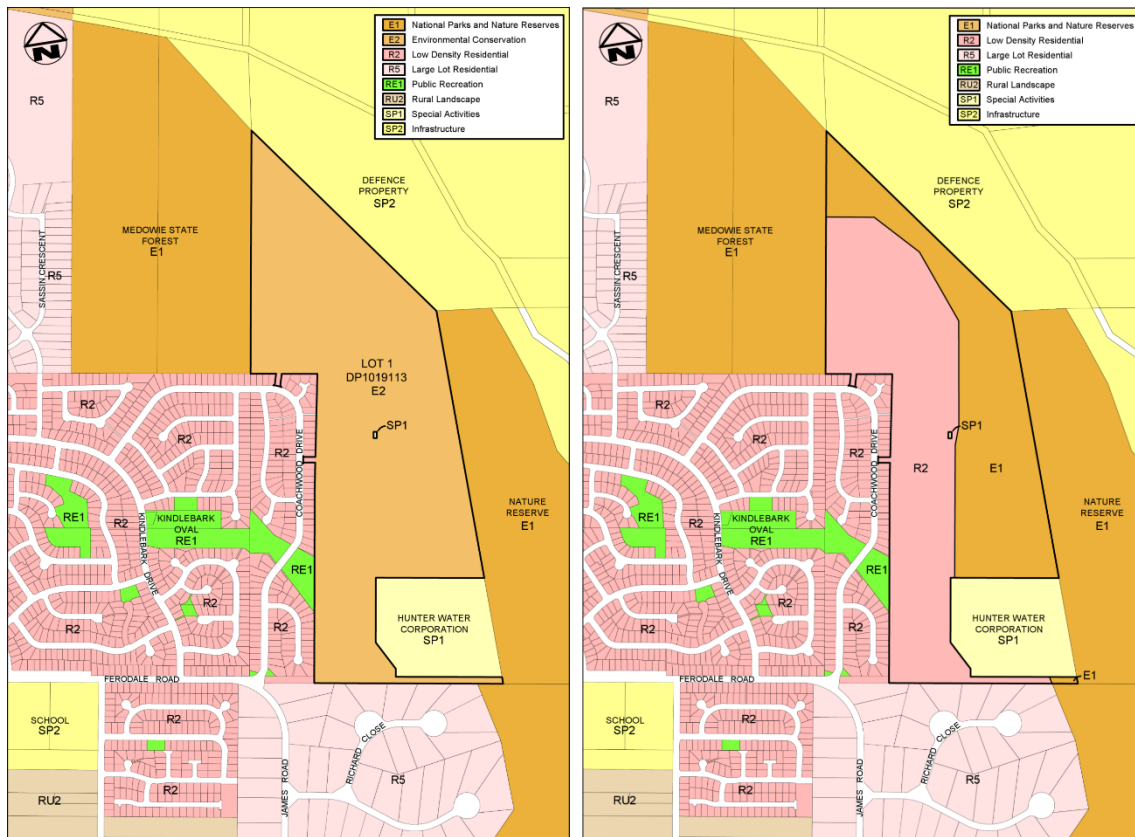 E1 National Parks and Nature Reserves
E2 Environmental Conservation
R2 Low Density Residential
R5 Large Lot Residential
RE1 Public Recreation
RU2 Rural Landscape
SP1 Special Activities
SP2 Infrastructure
N
R5
DEFENCE
PROPERTY
SP2
MEDOWIE STATE
FOREST
E1
SASSIN CRESCENT
R5
LOT 1
DP1019113
E2
R2
R2
SP1
R2
COACHWOOD DRIVE
RE1
R2
KINDLEBARK
OVAL
RE1
KINDLEBARK DRIVE
NATURE
RESERVE
E1
RE1
R2
R2
R2
HUNTER WATER
CORPORATION
SP1
FERODALE ROAD
SCHOOL
SP2
R2
JAMES ROAD
RICHARD CLOSE
R5
R2
RU2
E1 National Parks and Nature Reserves
R2 Low Density Residential
R5 Large Lot Residential
RE1 Public Recreation
RU2 Rural Landscape
SP1 Special Activities
SP2 Infrastructure
N
R5
DEFENCE
PROPERTY
SP2
MEDOWIE STATE
FOREST
E1
SASSIN CRESCENT
R5
R2
R2
SP1
R2
COACHWOOD DRIVE
R2
E1
RE1
R2
KINDLEBARK
OVAL
RE1
KINDLEBARK DRIVE
NATURE
RESERVE
E1
RE1
R2
R2
R2
HUNTER WATER
CORPORATION
SP1
E1
FERODALE ROAD
SCHOOL
SP2
R2
JAMES ROAD
RICHARD CLOSE
R5
R2
RU2